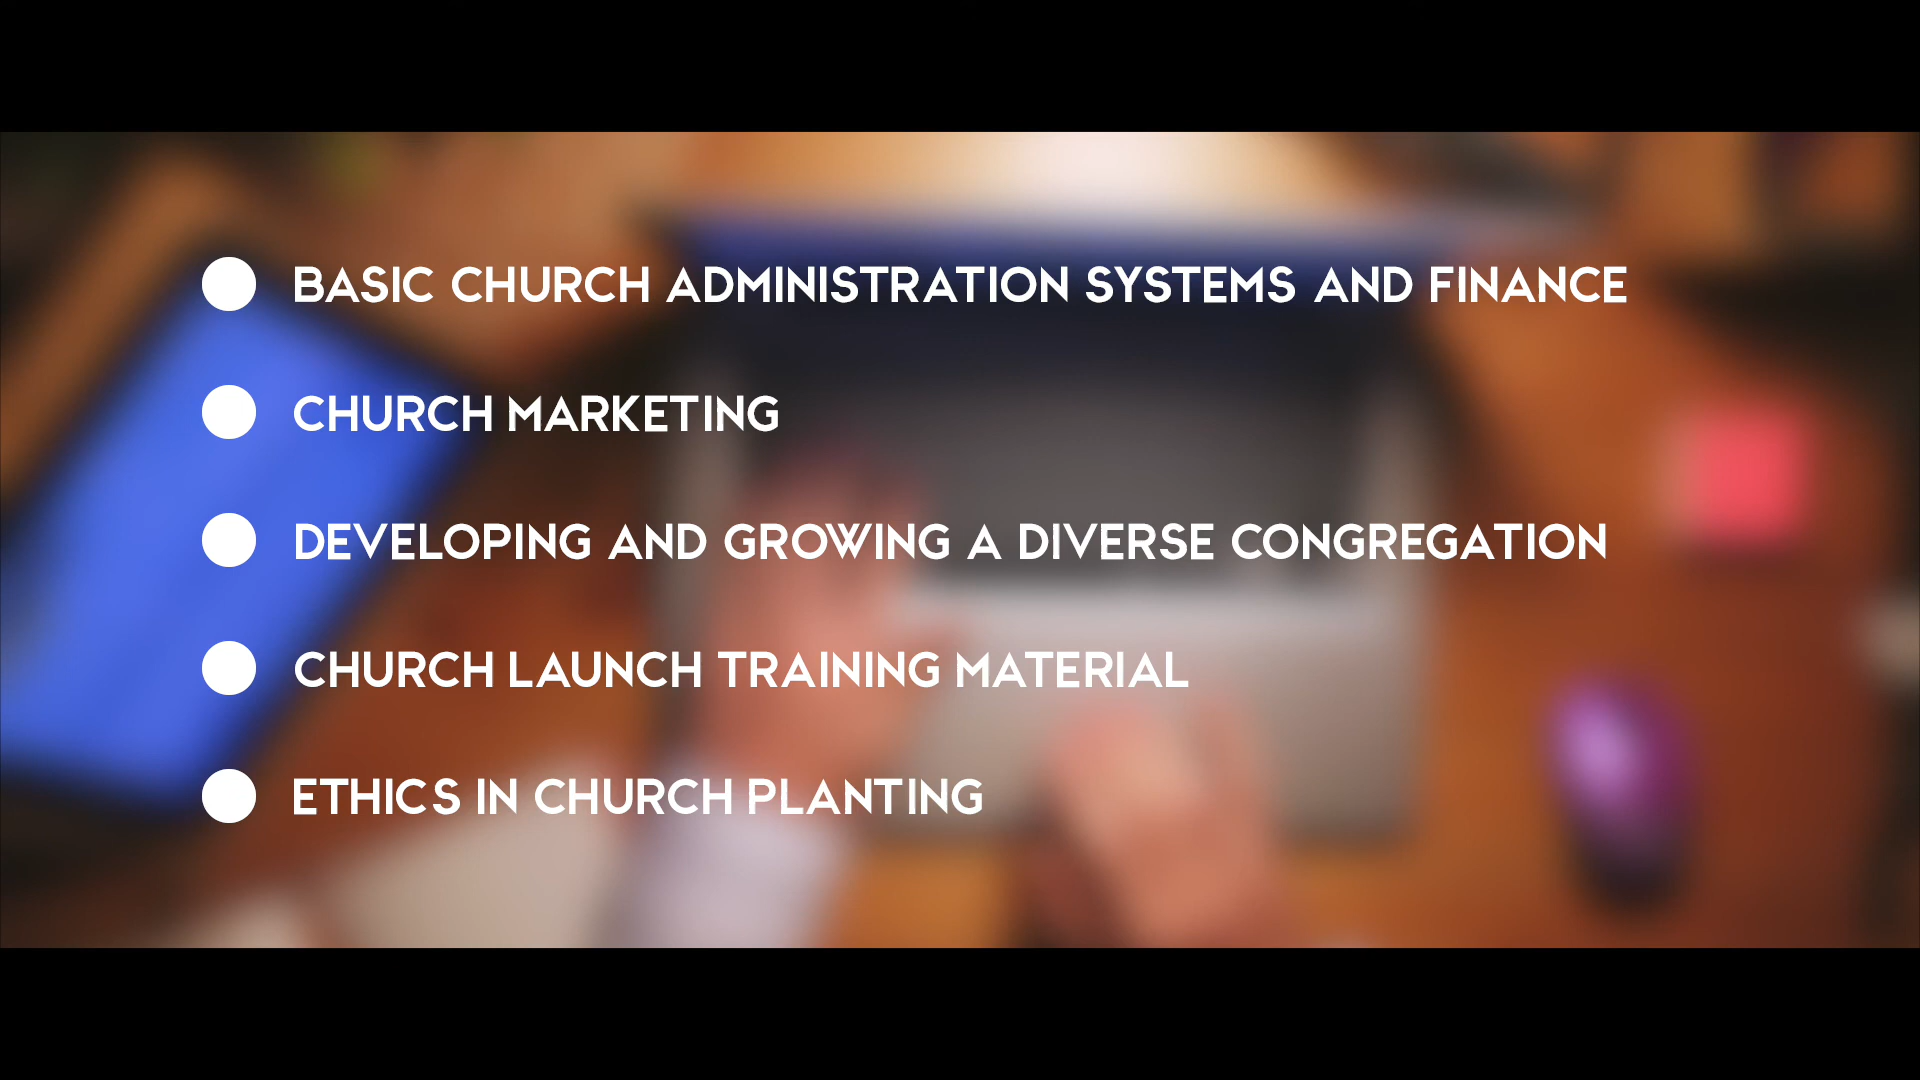 BASIC CHURCH ADMINISTRATION SYSTEMS AND FINANCE
CHURCH MARKETING
DEVELOPING AND GROWING A DIVERSE CONGREGATION
CHURCH LAUNCH TRAINING MATERIAL
ETHICS IN CHURCH PLANTING